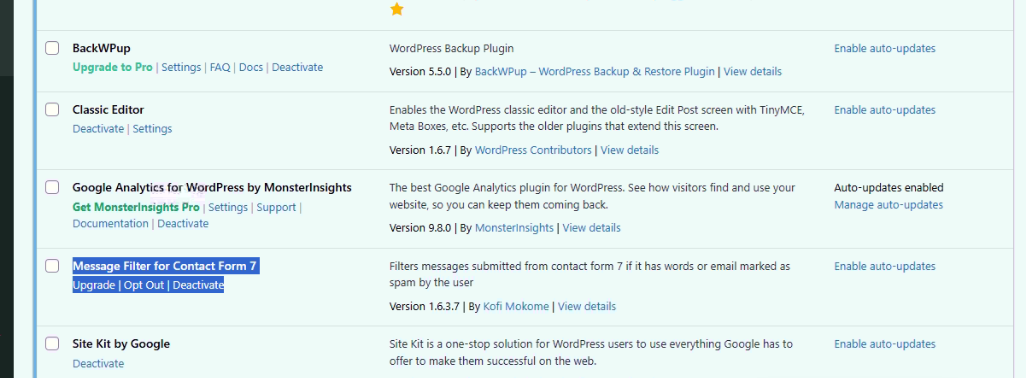 BackWPup
WordPress Backup Plugin
Enable auto-updates
Upgrade to Pro | Settings | FAQ | Docs | Deactivate
Version 5.5.0 | By BackWPup – WordPress Backup & Restore Plugin | View details
Classic Editor
Enables the WordPress classic editor and the old-style Edit Post screen with TinyMCE,
Enable auto-updates
Deactivate | Settings
Meta Boxes, etc. Supports the older plugins that extend this screen.
Version 1.6.7 | By WordPress Contributors | View details
Google Analytics for WordPress by MonsterInsights
The best Google Analytics plugin for WordPress. See how visitors find and use your
Auto-updates enabled
Get MonsterInsights Pro | Settings | Support |
website, so you can keep them coming back.
Manage auto-updates
Documentation | Deactivate
Version 9.8.0 | By MonsterInsights | View details
Message Filter for Contact Form 7
Filters messages submitted from contact form 7 if it has words or email marked as
Enable auto-updates
Upgrade | Opt Out | Deactivate
spam by the user
Version 1.6.3.7 | By Kofi Mokome | View details
Site Kit by Google
Site Kit is a one-stop solution for WordPress users to use everything Google has to
Enable auto-updates
Deactivate
offer to make them successful on the web.